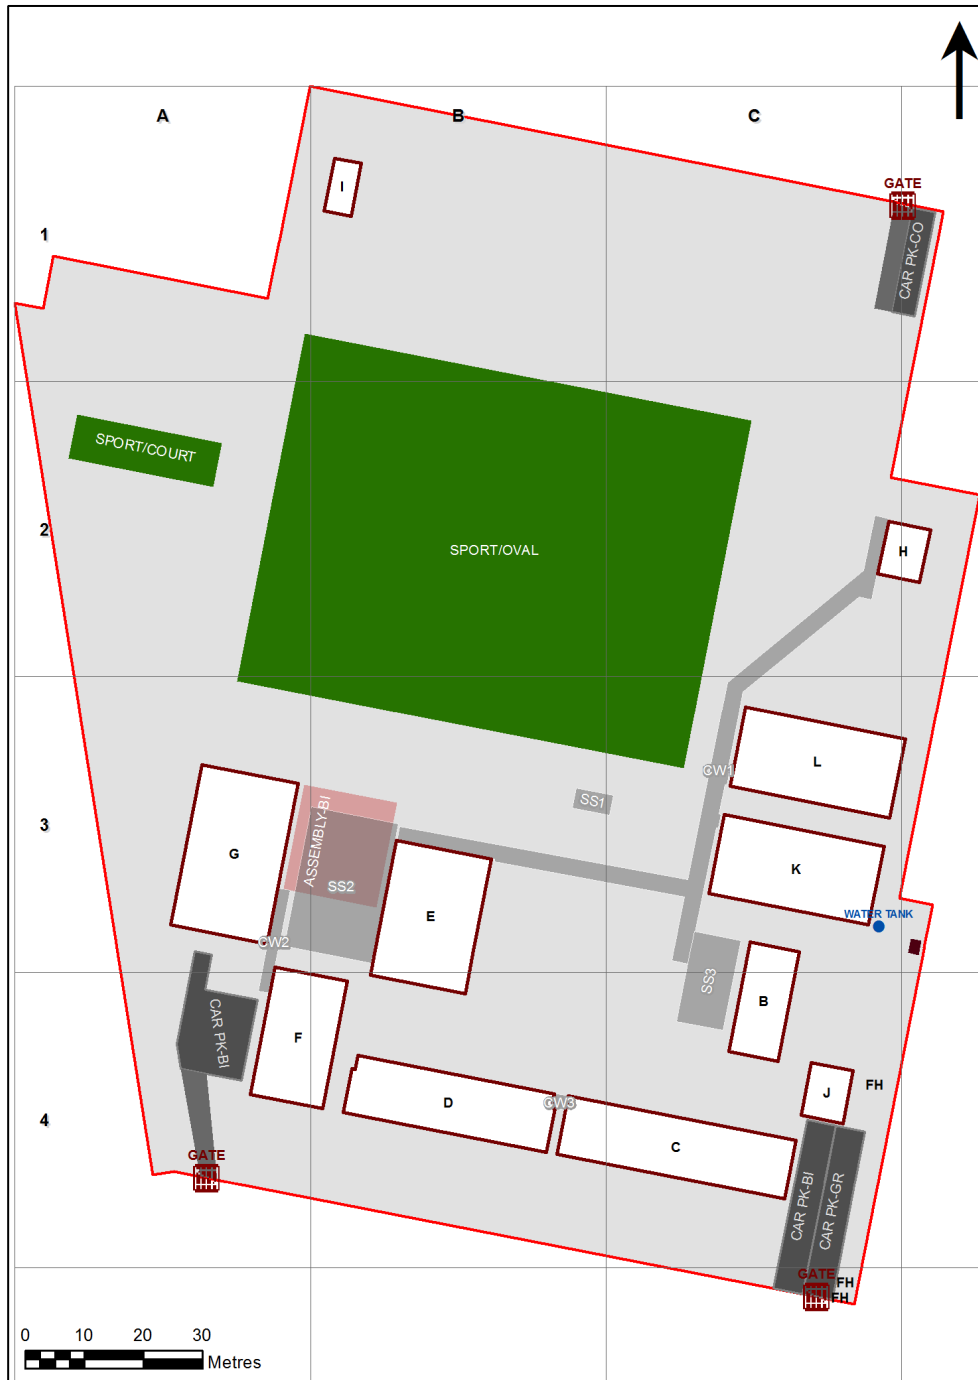 A
B
C
GATE
I
1
CAR PK-CO
SPORT/COURT
2
SPORT/OVAL
H
L
CW1
SS1
3
ASSEMBLY-BI
G
K
SS2
E
WATER TANK
CW2
SS3
B
CAR PK-BI
F
J
FH
D
CW3
4
C
GATE
CAR PK-BI
CAR PK-GR
GATE
FH
FH
0 10 20 30
Metres